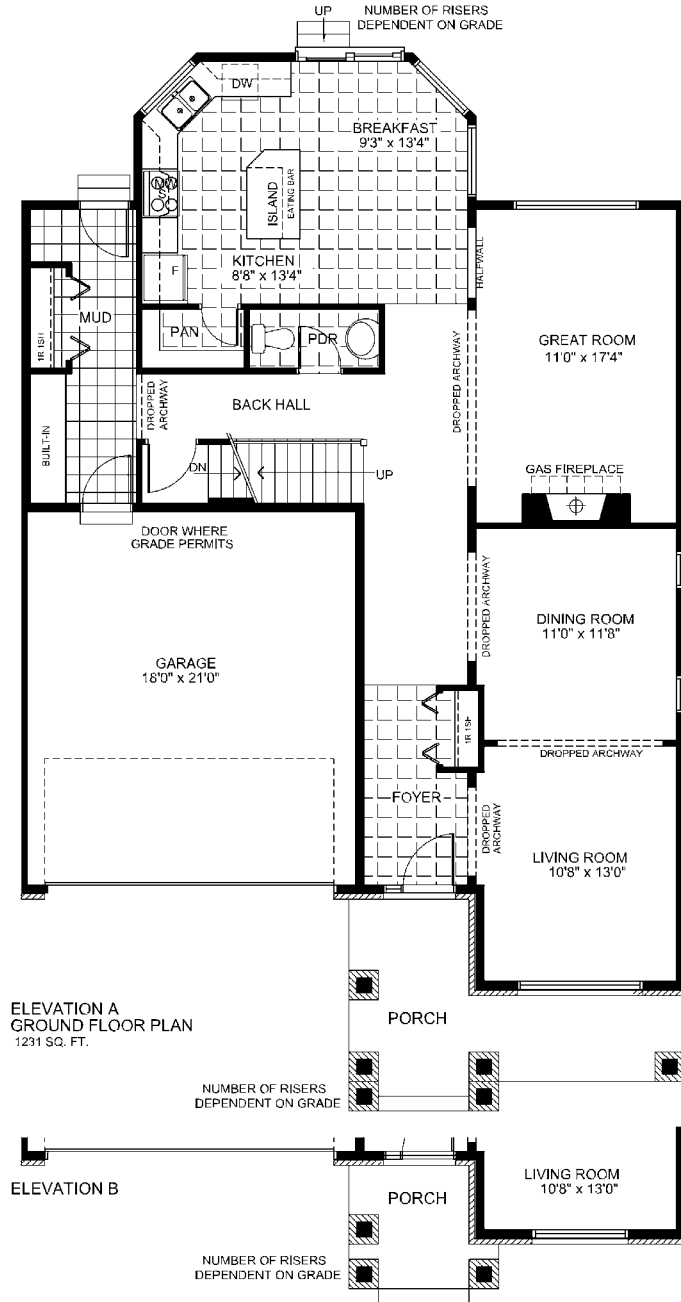 UP
NUMBER OF RISERS
DEPENDENT ON GRADE
DW
BREAKFAST
9'3" x 13'4"
ISLAND
EATING BAR
KITCHEN
8'8" x 13'4"
F
HALFWALL
MUD
1R 1SH
PAN
PDR
GREAT ROOM
11'0" x 17'4"
DROPPED ARCHWAY
DROPPED
ARCHWAY
BACK HALL
BUILT-IN
DN
UP
GAS FIREPLACE
DOOR WHERE
GRADE PERMITS
DROPPED ARCHWAY
DINING ROOM
11'0" x 11'8"
GARAGE
18'0" x 21'0"
1R 1SH
DROPPED ARCHWAY
FOYER
DROPPED
ARCHWAY
LIVING ROOM
10'8" x 13'0"
ELEVATION A
GROUND FLOOR PLAN
1231 SQ. FT.
PORCH
NUMBER OF RISERS
DEPENDENT ON GRADE
LIVING ROOM
10'8" x 13'0"
ELEVATION B
PORCH
NUMBER OF RISERS
DEPENDENT ON GRADE